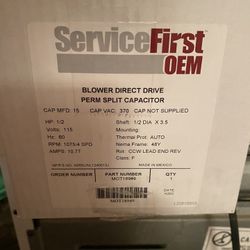 ServiceFirst
OEM
BLOWER DIRECT DRIVE
PERM SPLIT CAPACITOR
CAP MFD: 15 CAP VAC: 370 CAP NOT SUPPLIED
HP: 1/2 Shaft: 1/2 DIA X 3.5
Volts: 115 Mounting:
Hz: 60 Thermal Prot: AUTO
RPM: 1075/4 SPD Nema Frame: 48Y
AMPS: 10.7? Rot: CCW LEAD END REV
Class: F
MADE IN MEXICO
ORDER NUMBER PART NUMBER QTY
1